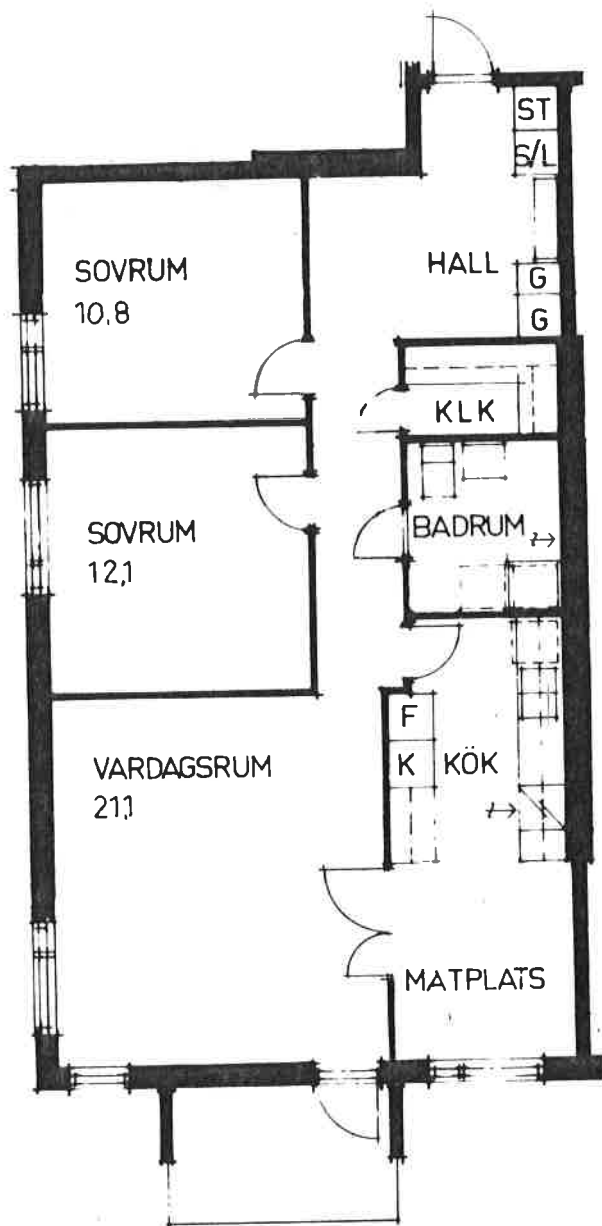 ST
S/L
SOVRUM
10,8
HALL
G
G
KLK
SOVRUM
12,1
BADRUM
F
K
KÖK
VARDAGSRUM
21,1
MATPLATS